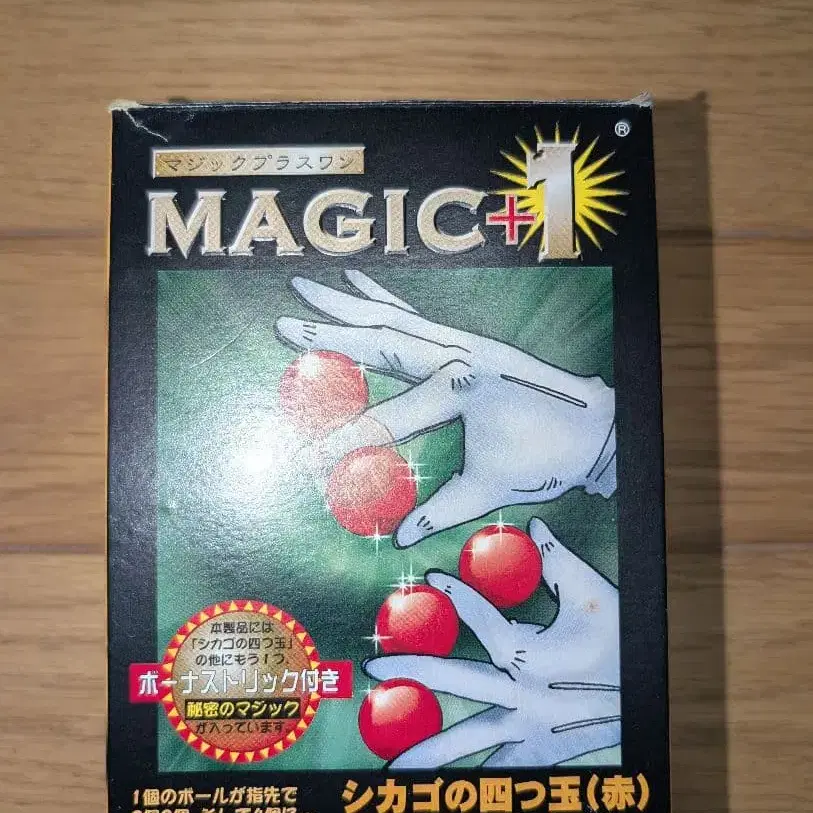 ®
マジックプラスワン
MAGIC+1
本製品には
「シカゴの四つ玉」
の他にもう1つ、
ボーナストリック付き
秘密のマジック
が入っています。
1個のボールが指先で
シカゴの四つ玉(赤)